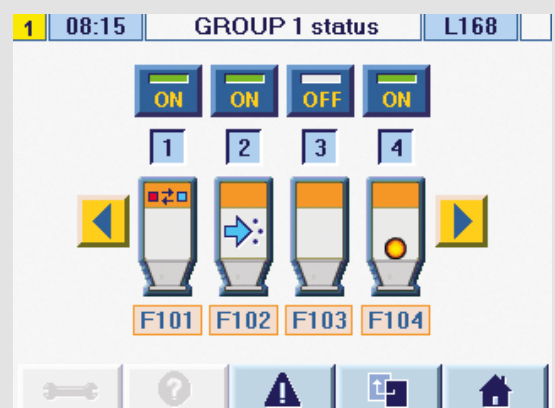 1 08:15 GROUP 1 status L168
ON ON OFF ON
1 2 3 4
F101 F102 F103 F104
?